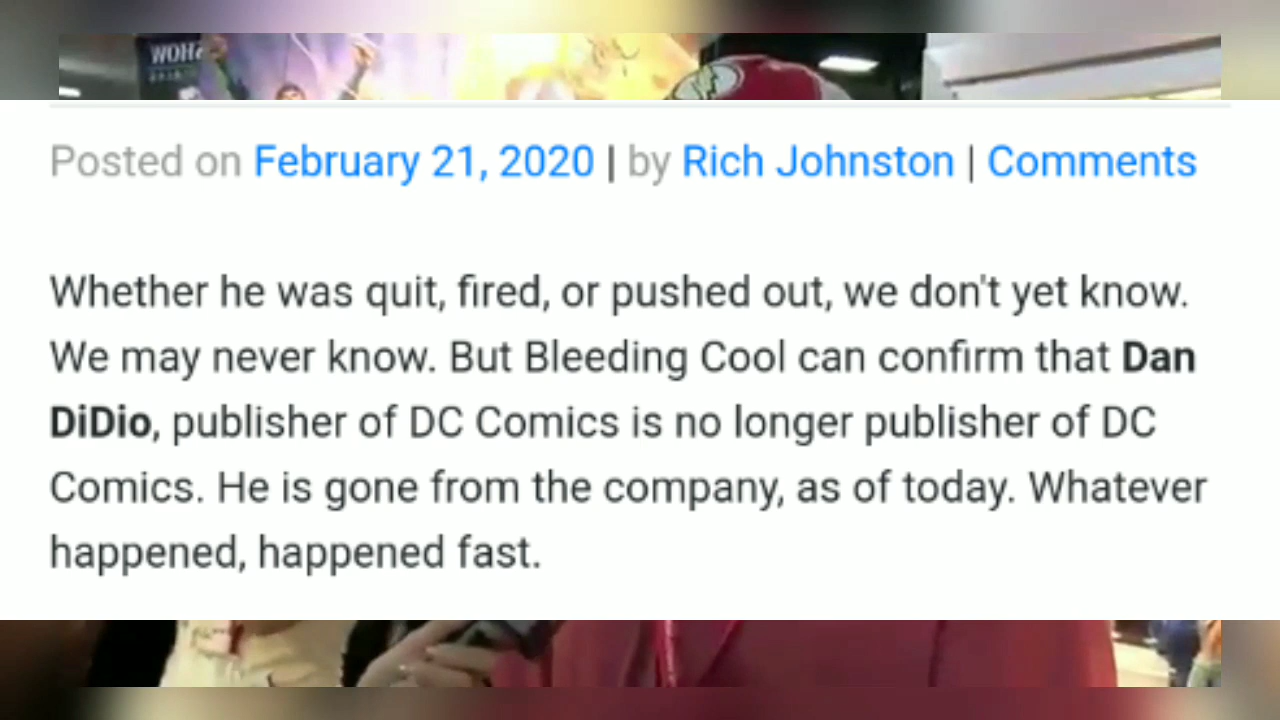 WOH
Posted on February 21, 2020 | by Rich Johnston | Comments
Whether he was quit, fired, or pushed out, we don't yet know.
We may never know. But Bleeding Cool can confirm that Dan
DiDio, publisher of DC Comics is no longer publisher of DC
Comics. He is gone from the company, as of today. Whatever
happened, happened fast.